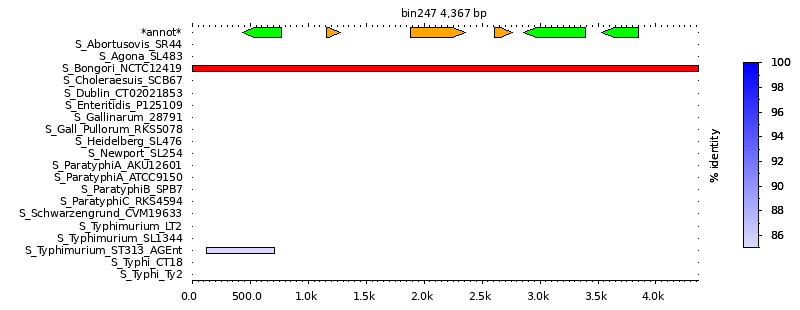 bin247 4,367 bp
*annot*
S_Abortusovis_SR44
S_Agona_SL483
S_Bongori_NCTC12419
S_Choleraesuis_SCB67
S_Dublin_CT02021853
S_Enteritidis_P125109
S_Gallinarum_28791
S_Gall_Pullorum_RKS5078
S_Heidelberg_SL476
S_Newport_SL254
S_ParatyphiA_AKU12601
S_ParatyphiA_ATCC9150
S_ParatyphiB_SPB7
S_ParatyphiC_RKS4594
S_Schwarzengrund_CVM19633
S_Typhimurium_LT2
S_Typhimurium_SL1344
S_Typhimurium_ST313_AGEnt
S_Typhi_CT18
S_Typhi_Ty2
0.0 500.0 1.0k 1.5k 2.0k 2.5k 3.0k 3.5k 4.0k
% identity
100
98
96
94
92
90
88
86